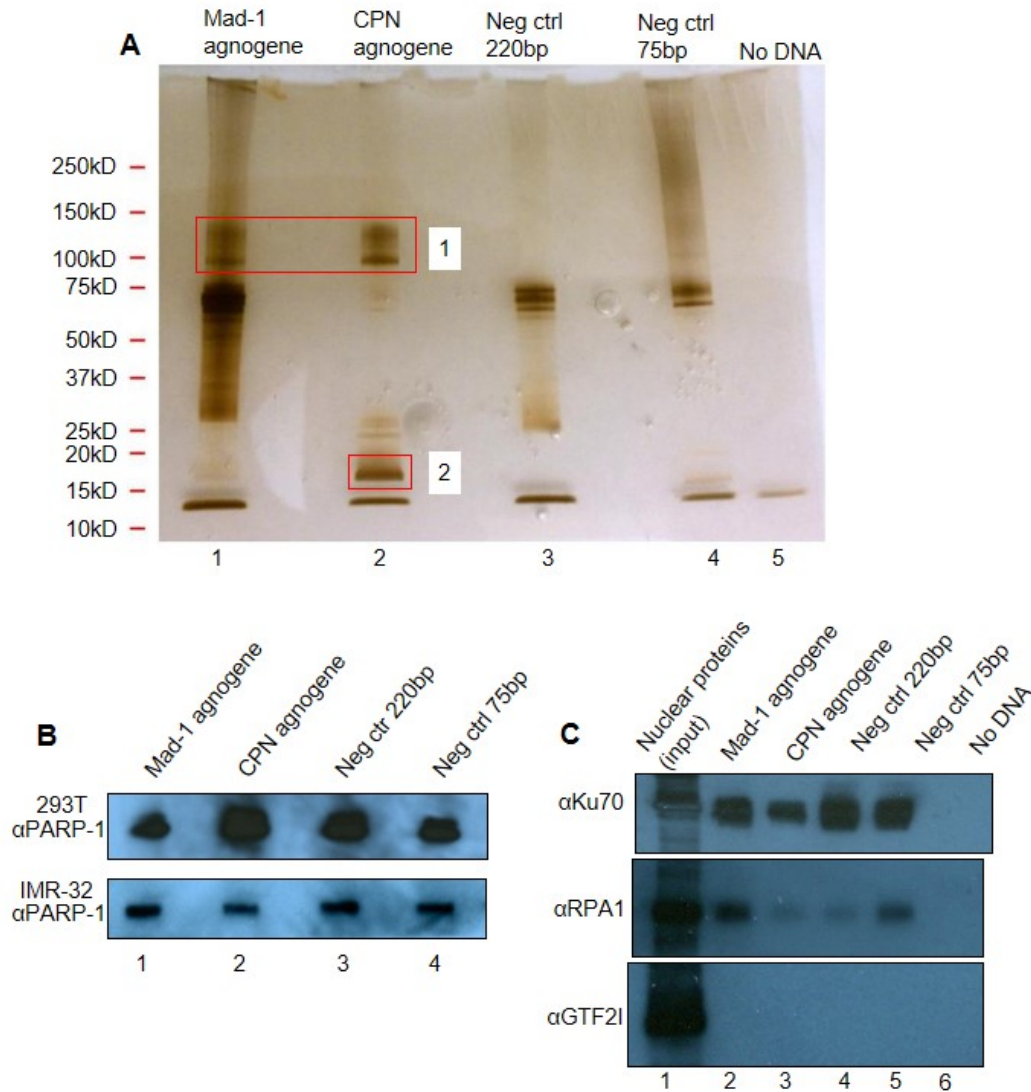 A
Mad-1
agnogene
CPN
agnogene
Neg ctrl
220bp
Neg ctrl
75bp
No DNA
250kD
150kD
100kD
75kD
50kD
37kD
25kD
20kD
15kD
10kD
1
2
1 2 3 4 5
B
Mad-1 agnogene
CPN agnogene
Neg ctr 220bp
Neg ctrl 75bp
293T
αPARP-1
IMR-32
αPARP-1
1 2 3 4
C
Nuclear proteins
(input)
Mad-1 agnogene
CPN agnogene
Neg ctrl 220bp
Neg ctrl 75bp
No DNA
αKu70
αRPA1
αGTF2I
1 2 3 4 5 6